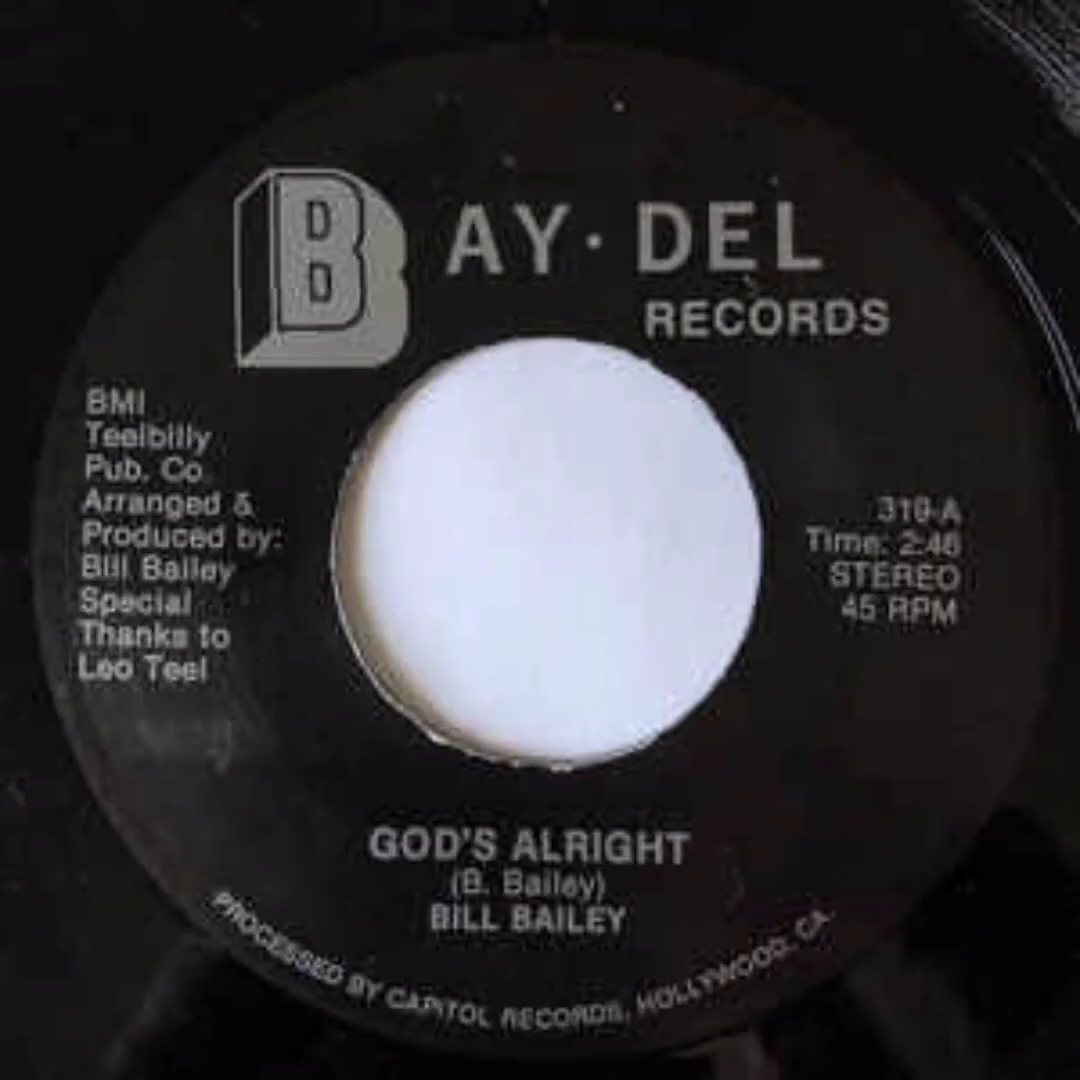 BAY·DEL
RECORDS
BMI
Teelbilly
Pub. Co.
Arranged &
Produced by:
Bill Bailey
Special
Thanks to
Leo Teel
319-A
Time: 2:46
STEREO
45 RPM
GOD'S ALRIGHT
(B. Bailey)
BILL BAILEY
PROCESSED BY CAPITOL RECORDS, HOLLYWOOD, CA.